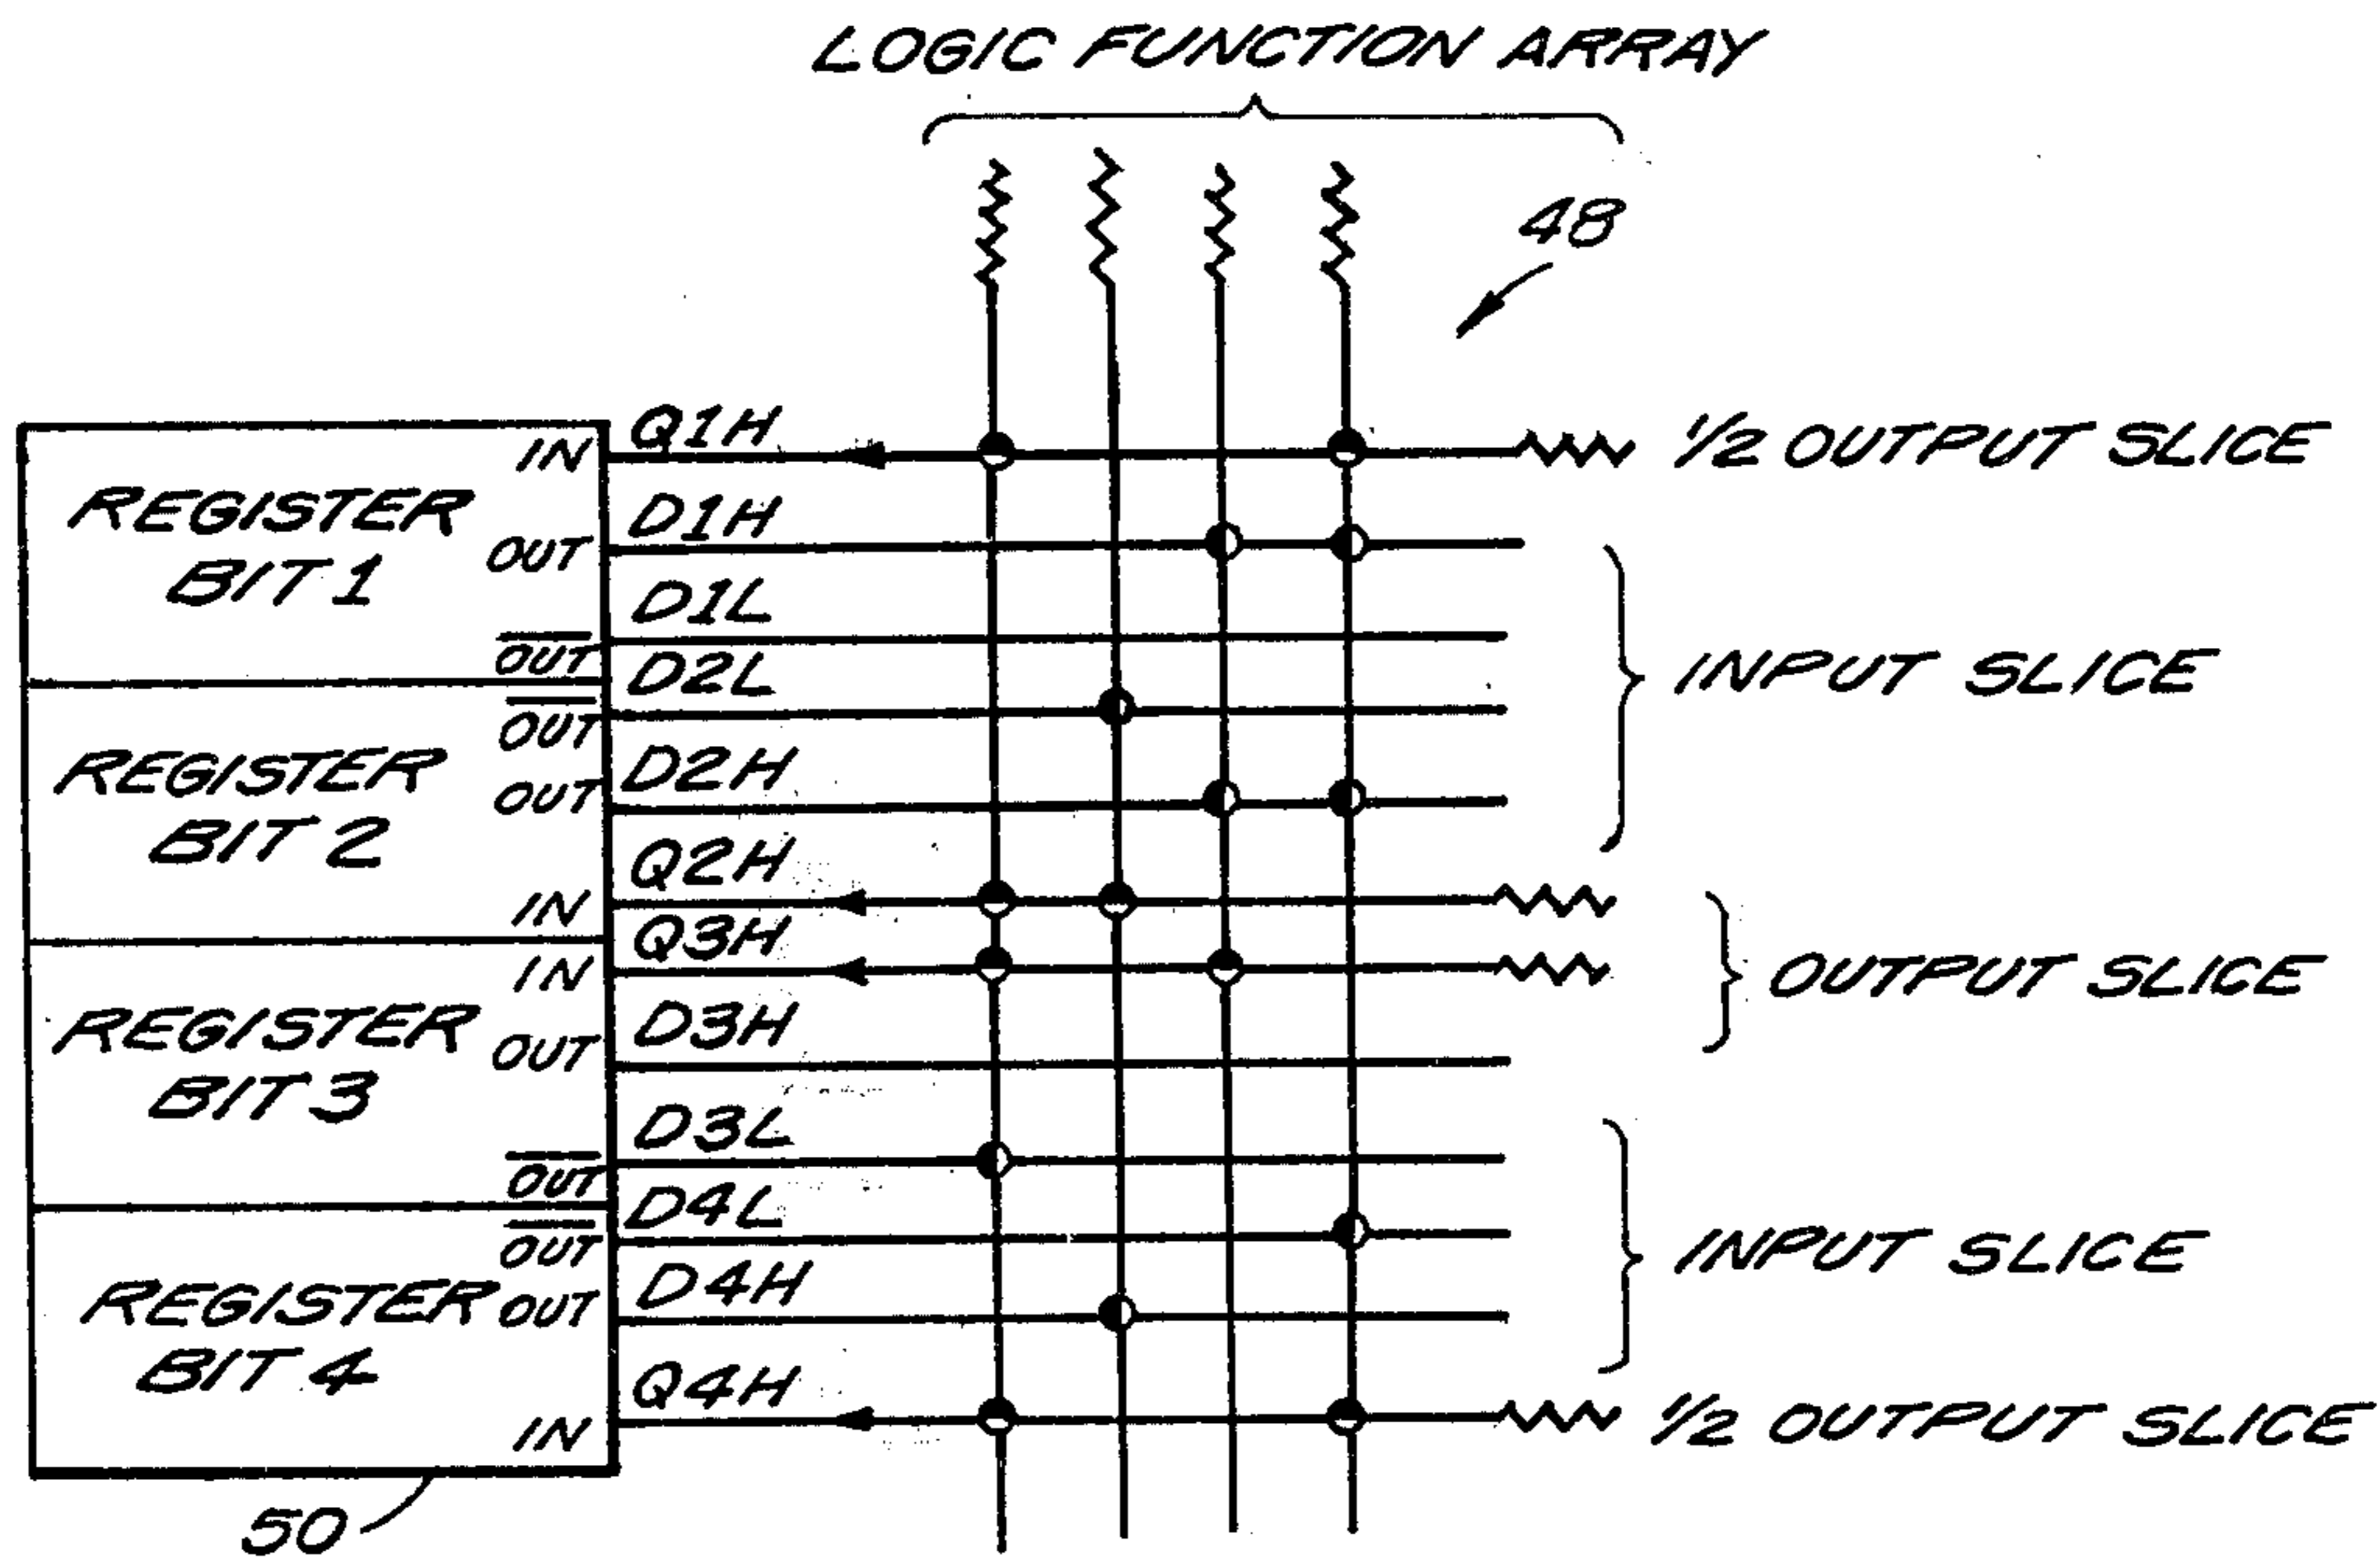 LOGIC FUNCTION ARRAY
48
Q1H
IN
1/2 OUTPUT SLICE
REGISTER
BIT 1
D1H
OUT
D1L
OUT
INPUT SLICE
D2L
OUT
REGISTER
BIT 2
D2H
OUT
Q2H
IN
OUTPUT SLICE
Q3H
IN
REGISTER
BIT 3
D3H
OUT
D3L
OUT
INPUT SLICE
D4L
OUT
REGISTER
BIT 4
D4H
OUT
Q4H
IN
1/2 OUTPUT SLICE
50